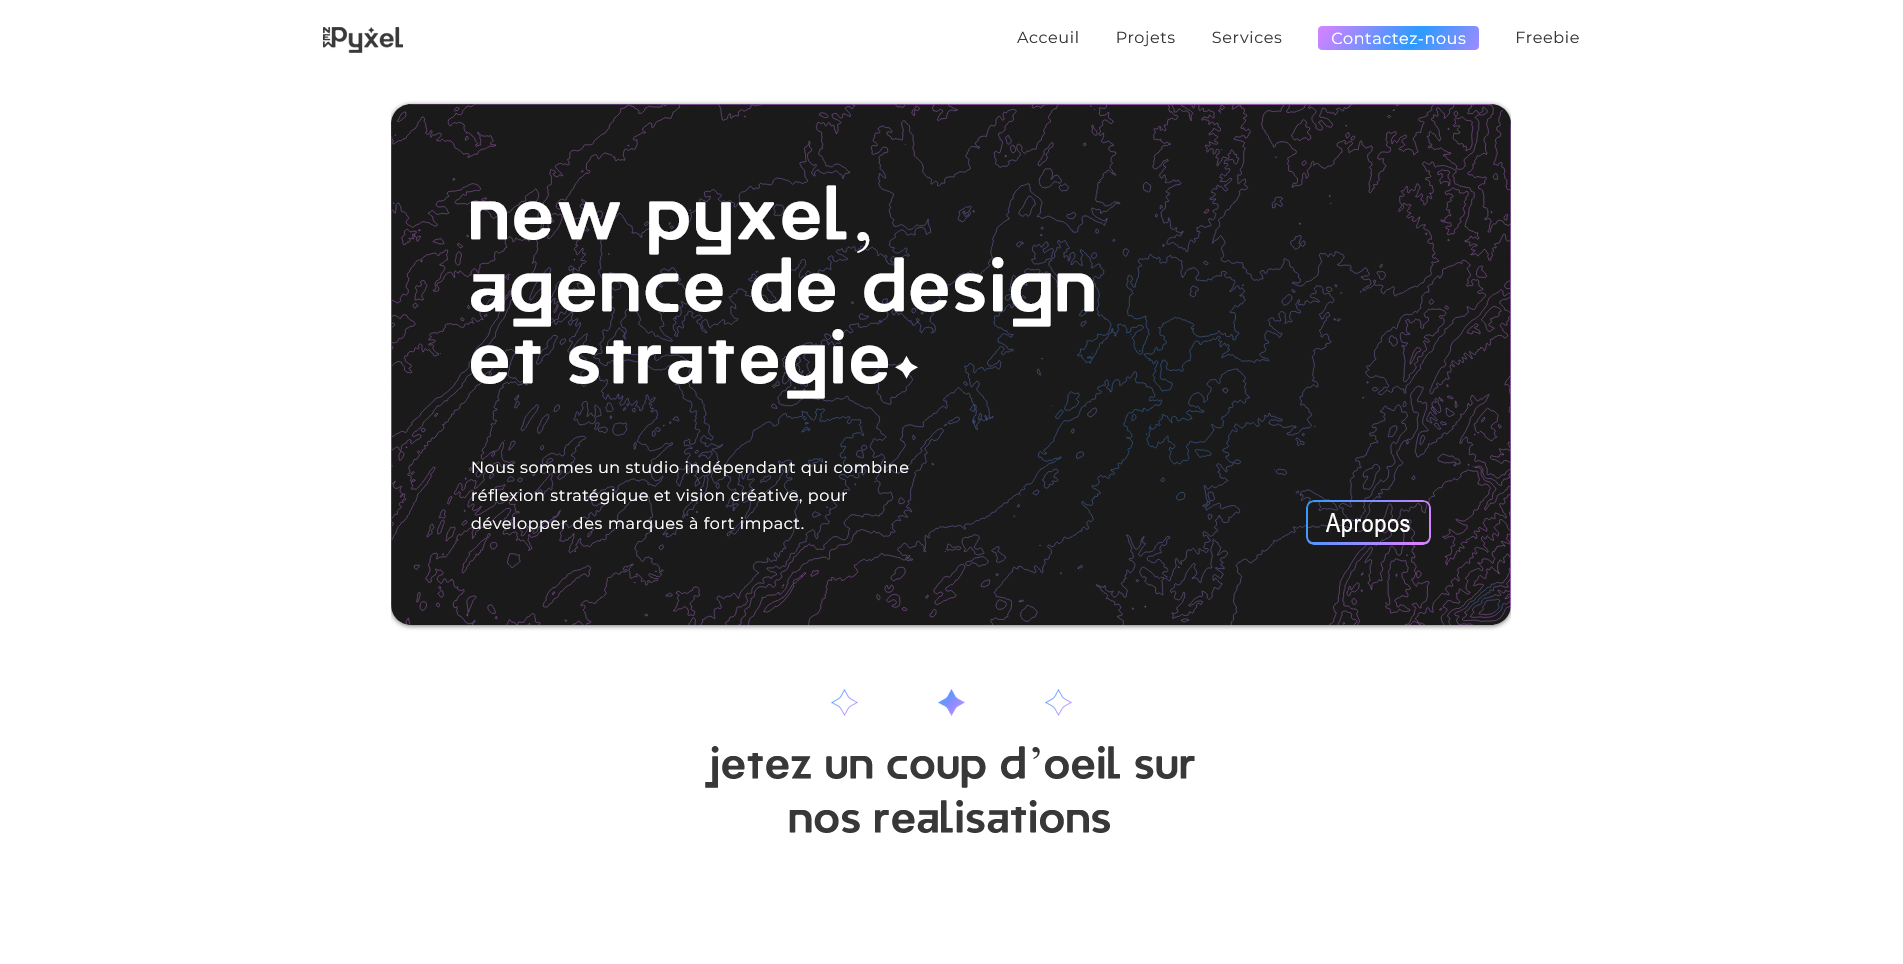 NEW Pyxel
Acceuil Projets Services Contactez-nous Freebie
new pyxel,
agence de design
et strategie
Nous sommes un studio indépendant qui combine
réflexion stratégique et vision créative, pour
développer des marques à fort impact.
Apropos
jetez un coup d’oeil sur
nos realisations